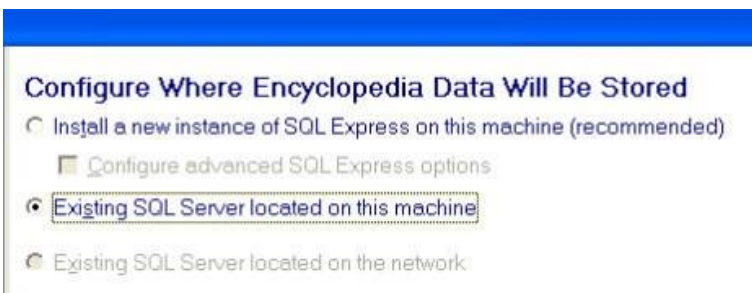 Configure Where Encyclopedia Data Will Be Stored
Install a new instance of SQL Express on this machine (recommended)
Configure advanced SQL Express options
Existing SQL Server located on this machine
Existing SQL Server located on the network